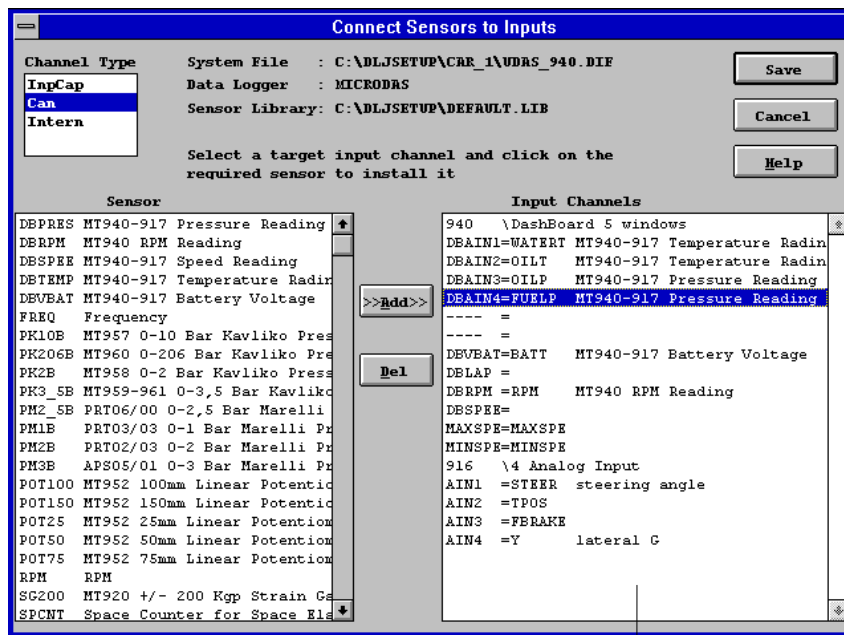 Connect Sensors to Inputs
Channel Type
InpCap
Can
Intern
System File : C:\DLJSETUP\CAR_1\UDAS_940.DIF
Data Logger : MICRODAS
Sensor Library: C:\DLJSETUP\DEFAULT.LIB
Select a target input channel and click on the
required sensor to install it
Save
Cancel
Help
Sensor
DBPRES MT940-917 Pressure Reading
DBRPM MT940 RPM Reading
DBSPEE MT940-917 Speed Reading
DBTEMP MT940-917 Temperature Radin
DBVBAT MT940-917 Battery Voltage
FREQ Frequency
PK10B MT957 0-10 Bar Kavliko Pres
PK206B MT960 0-206 Bar Kavliko Pre
PK2B MT958 0-2 Bar Kavliko Press
PK3_5B MT959-961 0-3,5 Bar Kavliko
PM2_5B PRT06/00 0-2,5 Bar Marelli
PM1B PRT03/03 0-1 Bar Marelli Pr
PM2B PRT02/03 0-2 Bar Marelli Pr
PM3B APS05/01 0-3 Bar Marelli Pr
POT100 MT952 100mm Linear Potentio
POT150 MT952 150mm Linear Potentio
POT25 MT952 25mm Linear Potention
POT50 MT952 50mm Linear Potention
POT75 MT952 75mm Linear Potention
RPM RPM
SG200 MT920 +/- 200 Kgp Strain Ga
SPCNT Space Counter for Space Ela
>>Add>>
Del
Input Channels
940 \DashBoard 5 windows
DBAIN1=WATERT MT940-917 Temperature Radin
DBAIN2=OILT MT940-917 Temperature Radin
DBAIN3=OILP MT940-917 Pressure Reading
DBAIN4=FUELP MT940-917 Pressure Reading
---- =
---- =
DBVBAT=BATT MT940-917 Battery Voltage
DBLAP =
DBRPM =RPM MT940 RPM Reading
DBSPEE=
MAXSPE=MAXSPE
MINSPE=MINSPE
916 \4 Analog Input
AIN1 =STEER steering angle
AIN2 =TPOS
AIN3 =FBRAKE
AIN4 =Y lateral G